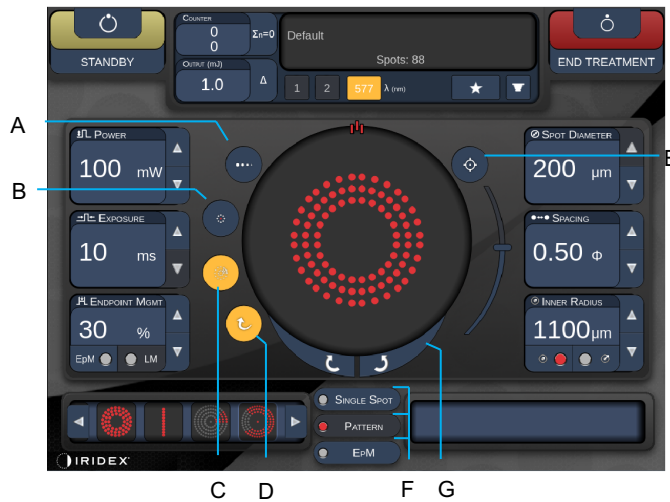 STANDBY
COUNTER
0
0
Σn=0
OUTPUT (mJ)
1.0
Δ
Default
Spots: 88
1 2 577 λ (nm)
END TREATMENT
A
B
E
POWER
100 mW
EXPOSURE
10 ms
ENDPOINT MGMT
30 %
EpM LM
SPOT DIAMETER
200 µm
SPACING
0.50 Φ
INNER RADIUS
1100µm
SINGLE SPOT
PATTERN
EPM
IRIDEX
C D F G